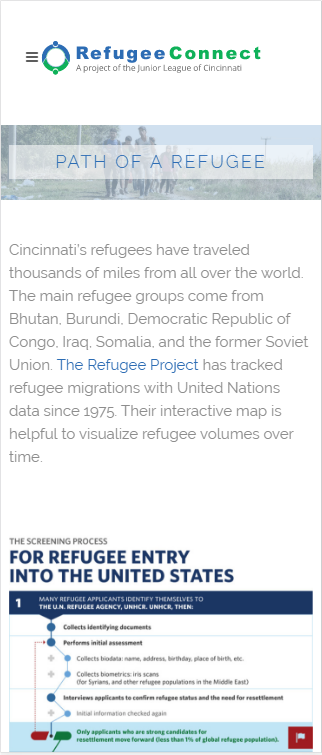 RefugeeConnect
A project of the Junior League of Cincinnati
PATH OF A REFUGEE
Cincinnati's refugees have traveled
thousands of miles from all over the world.
The main refugee groups come from
Bhutan, Burundi, Democratic Republic of
Congo, Iraq, Somalia, and the former Soviet
Union. The Refugee Project has tracked
refugee migrations with United Nations
data since 1975. Their interactive map is
helpful to visualize refugee volumes over
time.
THE SCREENING PROCESS
FOR REFUGEE ENTRY
INTO THE UNITED STATES
1 MANY REFUGEE APPLICANTS IDENTIFY THEMSELVES TO
THE U.N. REFUGEE AGENCY, UNHCR. UNHCR, THEN:
Collects identifying documents
Performs initial assessment
Collects biodata: name, address, birthday, place of birth, etc.
Collects biometrics: iris scans
(for Syrians, and other refugee populations in the Middle East)
Interviews applicants to confirm refugee status and the need for resettlement
Initial information checked again
Only applicants who are strong candidates for
resettlement move forward (less than 1% of global refugee population).